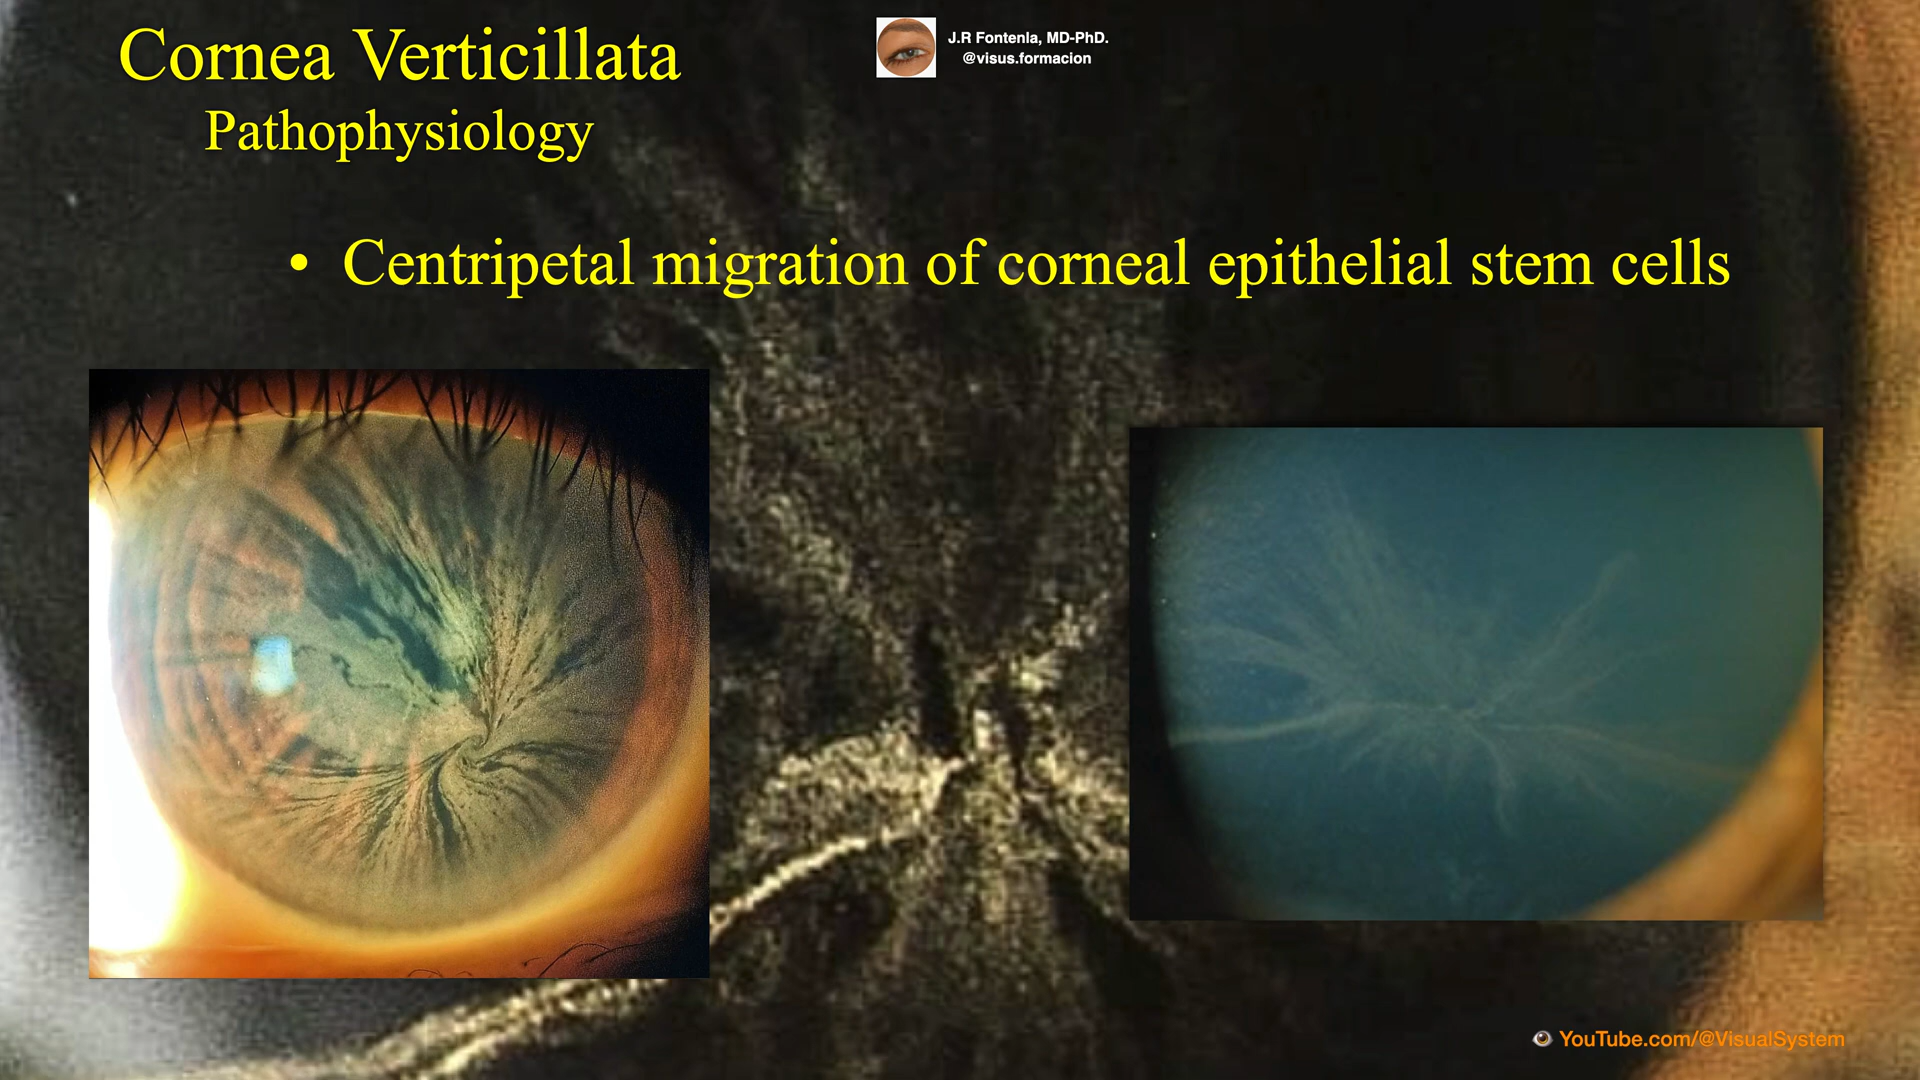 Cornea Verticillata
Pathophysiology
J.R Fontenla, MD-PhD.
@visus.formacion
• Centripetal migration of corneal epithelial stem cells
YouTube.com/@VisualSystem